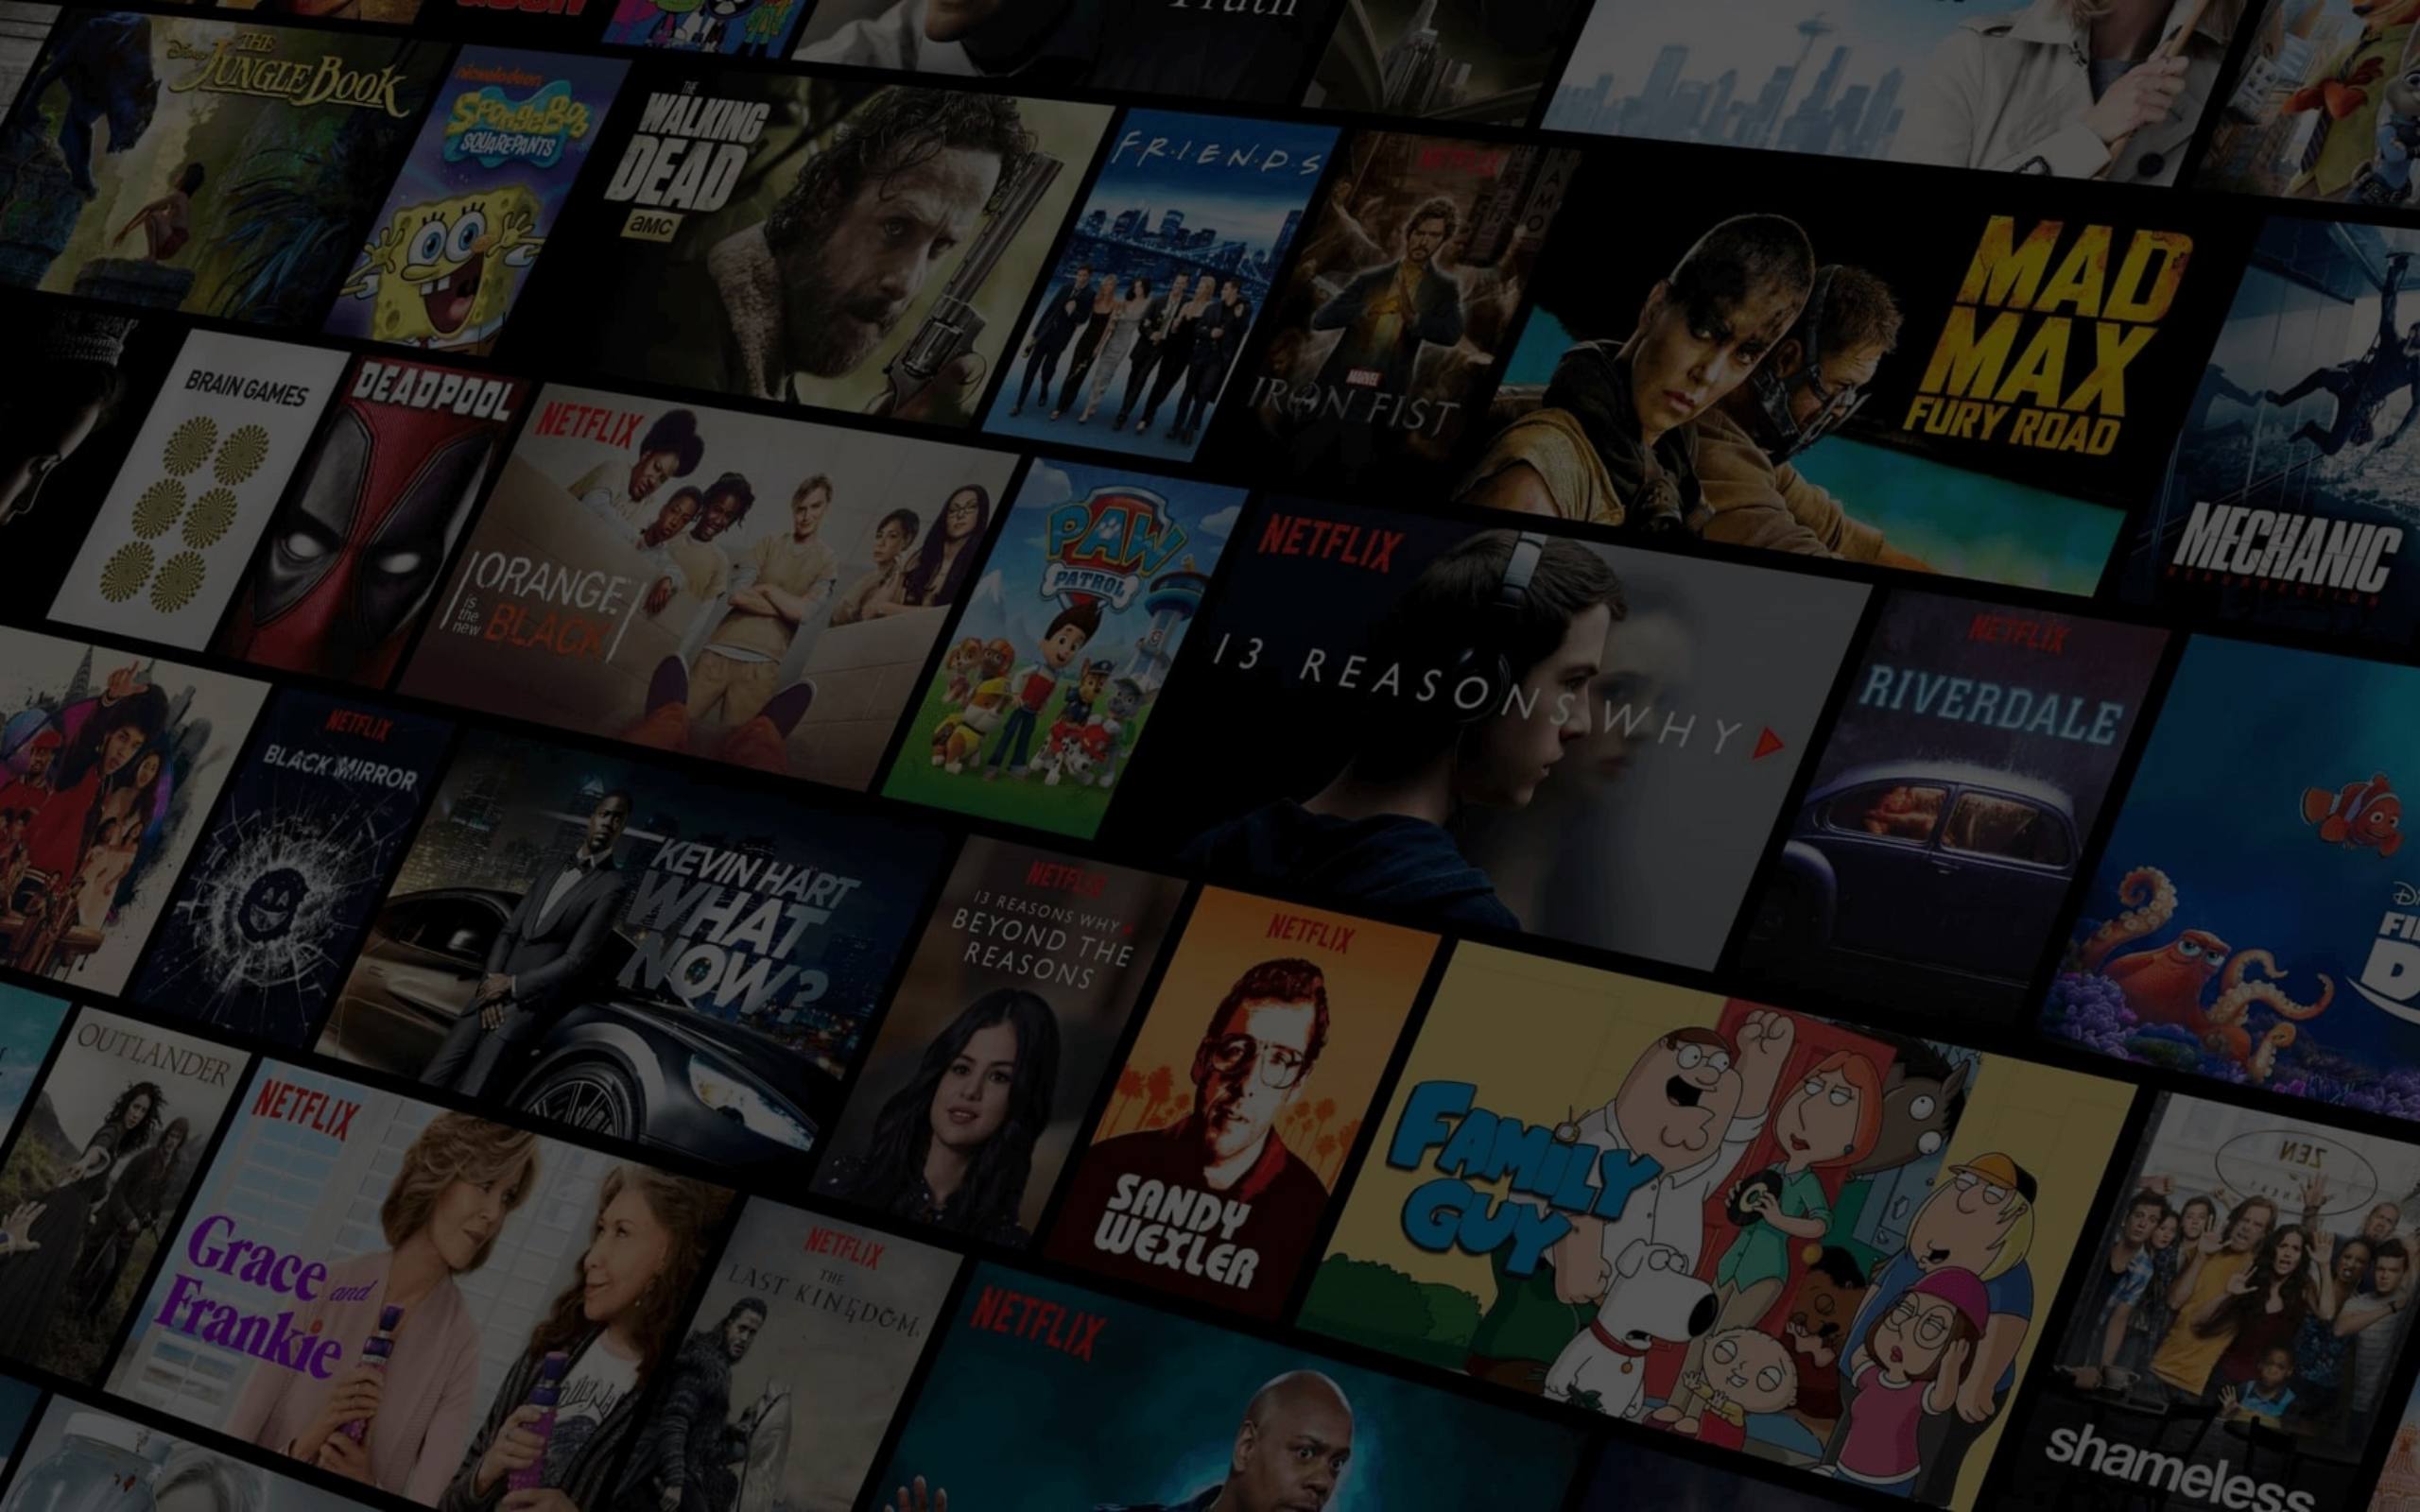 Truth
Disney
THE
JUNGLE BOOK
nickelodeon
SPONGEBOB
SQUAREPANTS
THE
WALKING
DEAD
aMC
F·R·I·E·N·D·S
NETFLIX
MARVEL
IRON FIST
MAD
MAX
FURY ROAD
MECHANIC
RESURRECTION
BRAIN GAMES
DEADPOOL
NETFLIX
ORANGE
is
the
new
BLACK
PAW
PATROL
NETFLIX
13 REASONS WHY
NETFLIX
RIVERDALE
NETFLIX
BLACK MIRROR
KEVIN HART
WHAT
NOW?
NETFLIX
13 REASONS WHY
BEYOND THE
REASONS
NETFLIX
SANDY
WEXLER
FAMILY
GUY
OUTLANDER
NETFLIX
Grace and
Frankie
NETFLIX
THE
LAST KINGDOM
NETFLIX
ZEN
shameless